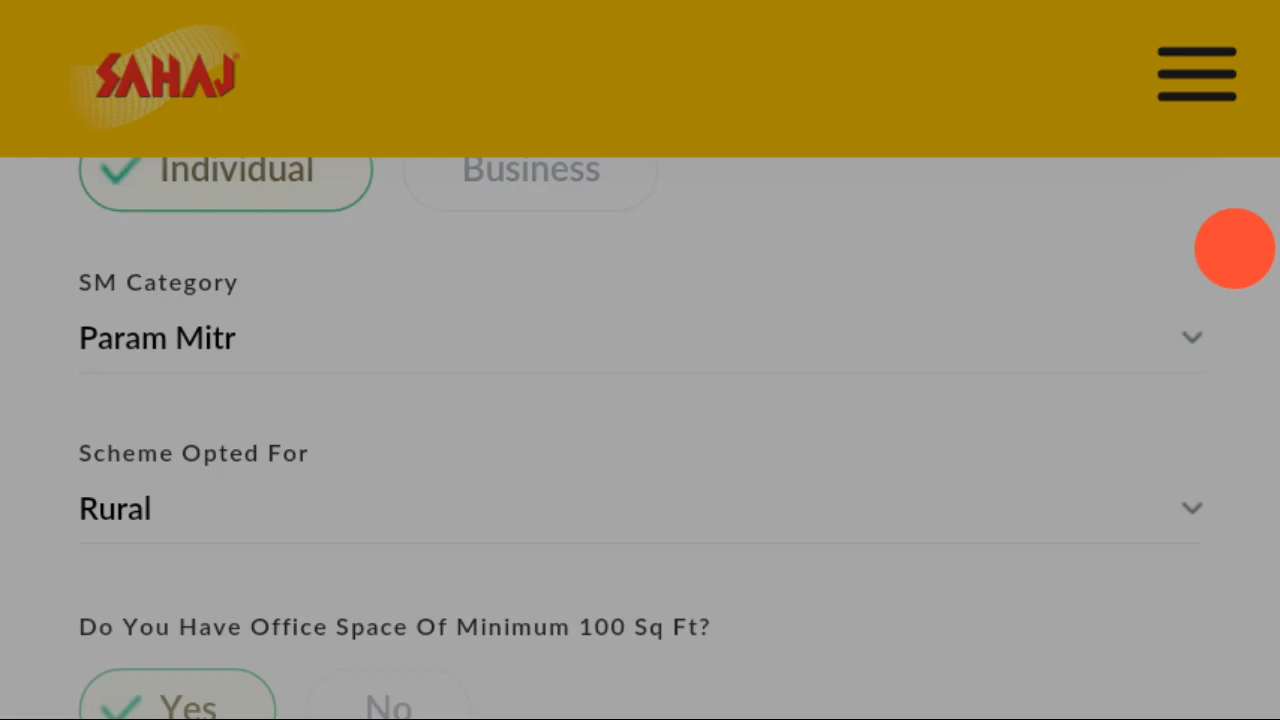 SAHAJ
Individual Business
SM Category
Param Mitr
Scheme Opted For
Rural
Do You Have Office Space Of Minimum 100 Sq Ft?
Yes No